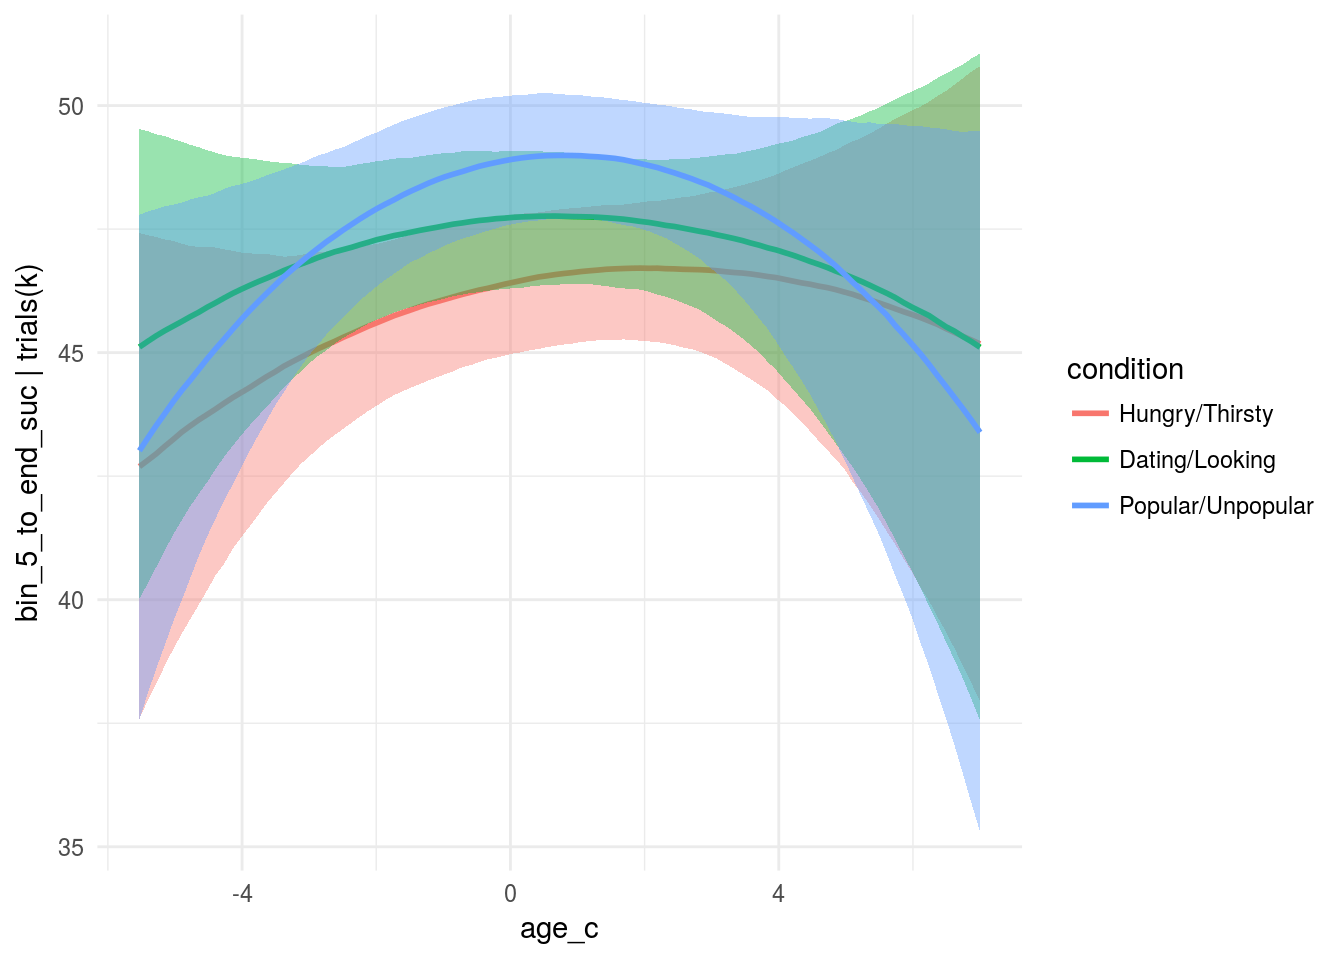 bin_5_to_end_suc | trials(k)
50
45
40
35
-4
0
4
age_c
condition
Hungry/Thirsty
Dating/Looking
Popular/Unpopular